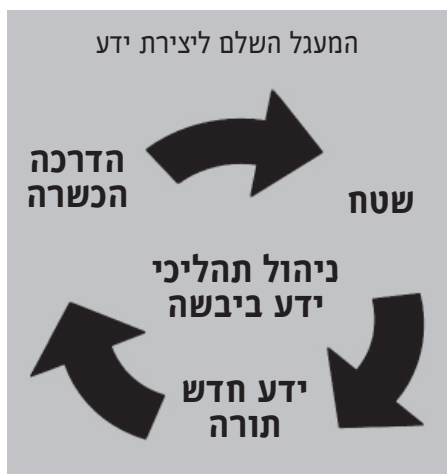 המעגל השלם ליצירת ידע
הדרכה
הכשרה
שטח
ניהול תהליכי
ידע ביבשה
ידע חדש
תורה